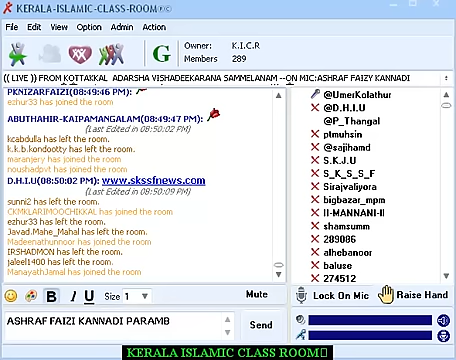 KERALA-ISLAMIC-CLASS-ROOM®©
File Edit View Option Admin Action
G
Owner: K.I.C.R
Members 289
(( LIVE )) FROM KOTTAKKAL ADARSHA VISHADEEKARANA SAMMELANAM --ON MIC:ASHRAF FAIZY KANNADI
PKNIZARFAIZI(08:49:46 PM):
ezhur33 has joined the room
ABUTHAHIR-KAIPAMANGALAM(08:49:47 PM):
(Last Edited in 08:50:02 PM)
kcabdulla has left the room.
k.k.b.kondootty has left the room.
maranjery has joined the room
noushadpvt has joined the room
D.H.I.U(08:50:02 PM): www.skssfnews.com
(Last Edited in 08:50:09 PM)
sunni2 has left the room.
CKMKLARIMOOCHIKKAL has joined the room
ezhur33 has left the room.
Javad.Mahe_Mahal has left the room.
Madeenathunnoor has joined the room
IRSHADMON has left the room.
jaleel1400 has left the room.
ManayathJamal has joined the room
@UmerKolathur
@D.H.I.U
@P_Thangal
ptmuhsin
@sajihamd
S.K.J.U
S_K_S_S_F
Sirajvaliyora
bigbazar_mpm
II-MANNANI-II
shamsumm
289086
alhebanoor
baluse
274512
B I U Size 1 Mute
Lock On Mic Raise Hand
ASHRAF FAIZI KANNADI PARAMB
Send
KERALA ISLAMIC CLASS ROOM